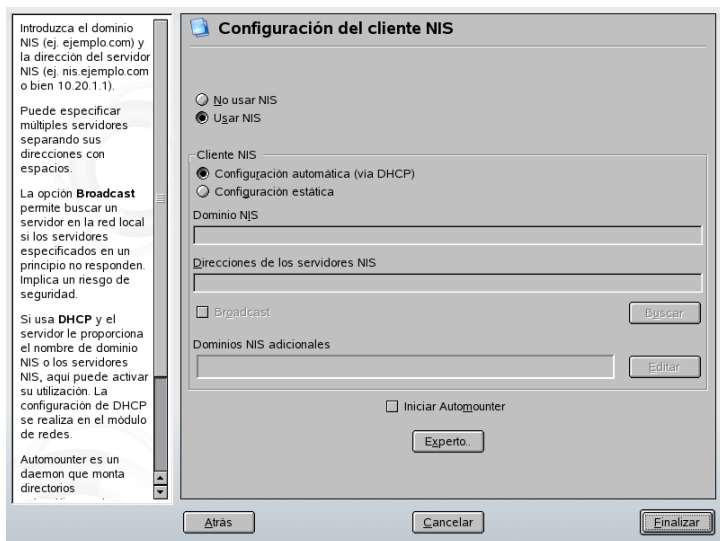 Introduzca el dominio
NIS (ej. ejemplo.com) y
la dirección del servidor
NIS (ej. nis.ejemplo.com
o bien 10.20.1.1).
Puede especificar
múltiples servidores
separando sus
direcciones con
espacios.
La opción Broadcast
permite buscar un
servidor en la red local
si los servidores
especificados en un
principio no responden.
Implica un riesgo de
seguridad.
Si usa DHCP y el
servidor le proporciona
el nombre de dominio
NIS o los servidores
NIS, aquí puede activar
su utilización. La
configuración de DHCP
se realiza en el módulo
de redes.
Automounter es un
daemon que monta
directorios
Configuración del cliente NIS
No usar NIS
Usar NIS
Cliente NIS
Configuración automática (vía DHCP)
Configuración estática
Dominio NIS
Direcciones de los servidores NIS
Broadcast
Buscar
Dominios NIS adicionales
Editar
Iniciar Automounter
Experto..
Atrás
Cancelar
Finalizar